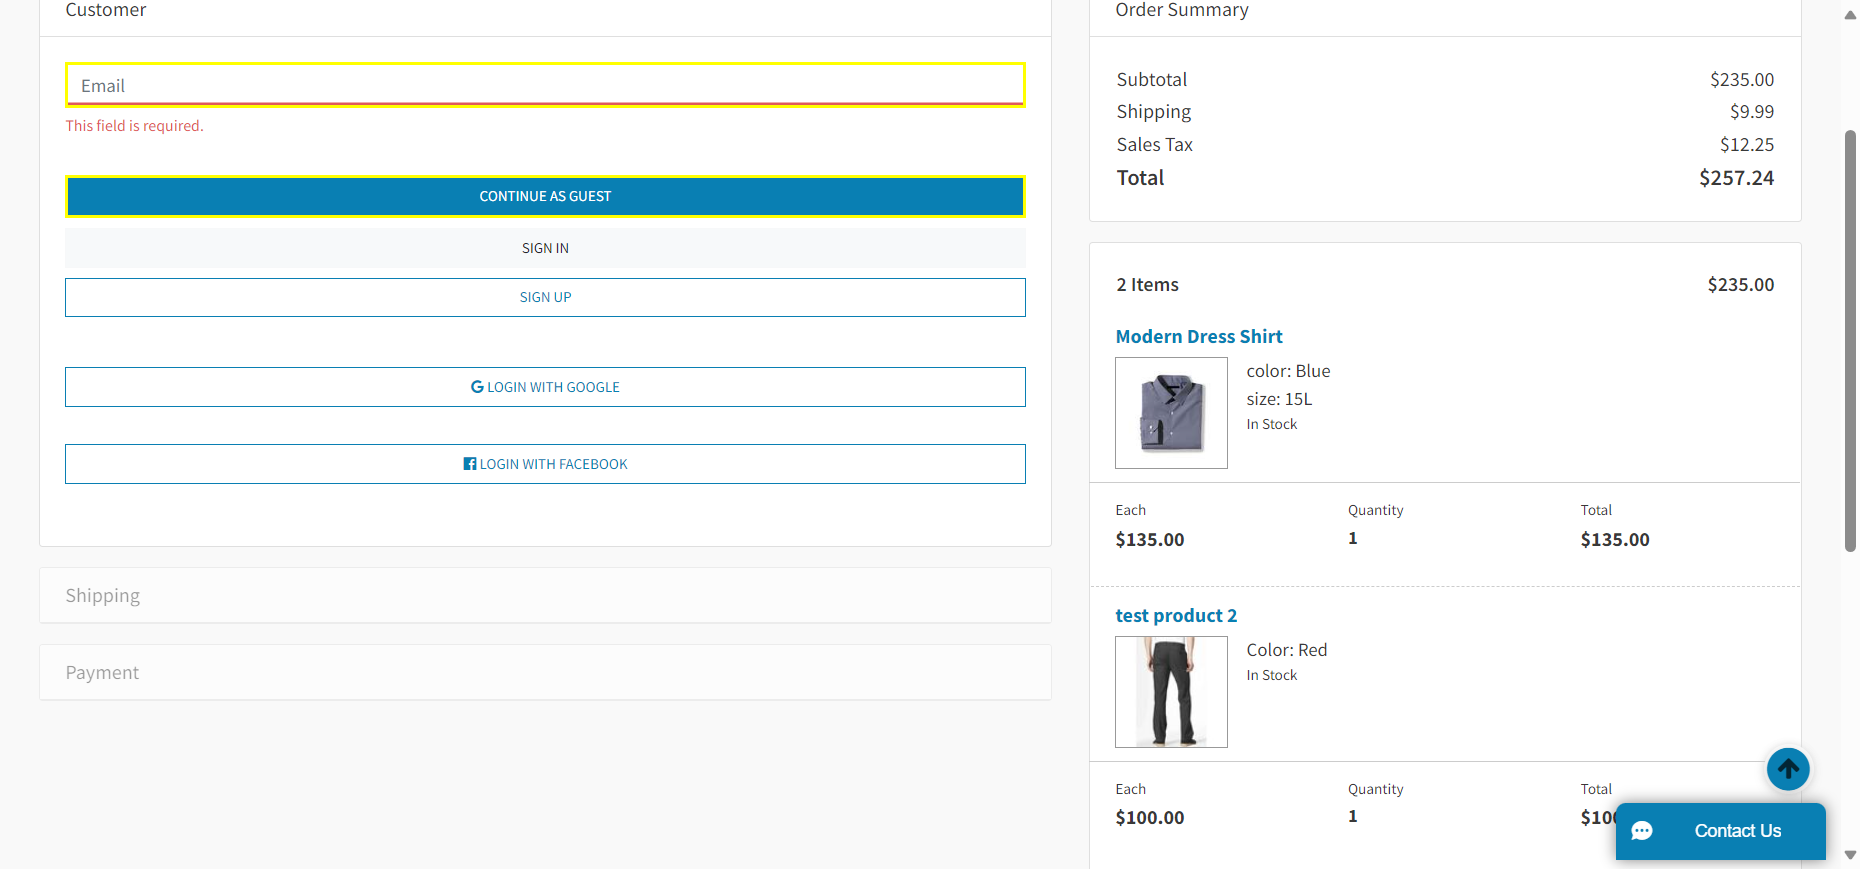 Customer
Email
This field is required.
CONTINUE AS GUEST
SIGN IN
SIGN UP
LOGIN WITH GOOGLE
LOGIN WITH FACEBOOK
Shipping
Payment
Order Summary
Subtotal $235.00
Shipping $9.99
Sales Tax $12.25
Total $257.24
2 Items $235.00
Modern Dress Shirt
color: Blue
size: 15L
In Stock
Each Quantity Total
$135.00 1 $135.00
test product 2
Color: Red
In Stock
Each Quantity Total
$100.00 1 $10
Contact Us